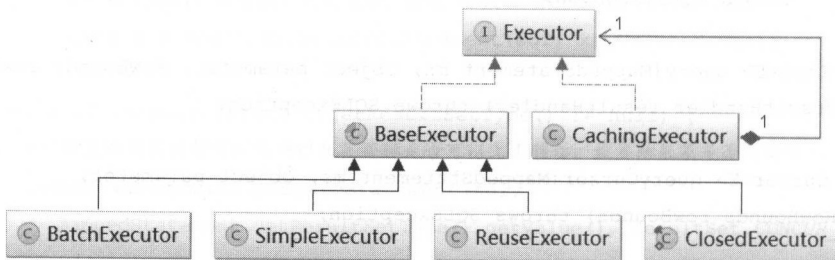 I Executor
1
C BaseExecutor
C CachingExecutor
1
C BatchExecutor
C SimpleExecutor
C ReuseExecutor
C ClosedExecutor